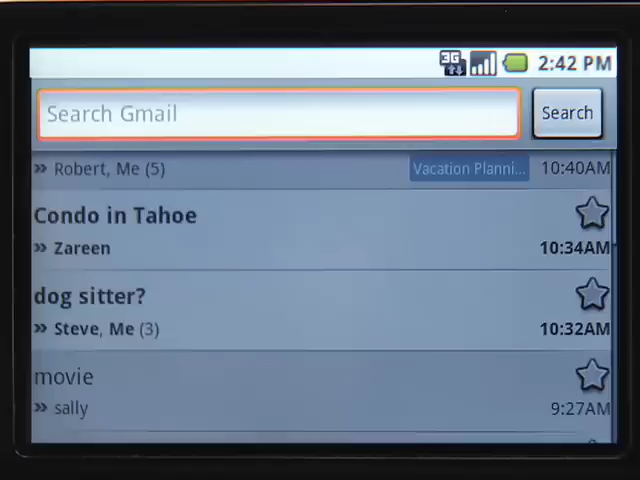 3G 2:42 PM
Search Gmail Search
» Robert, Me (5) Vacation Planni... 10:40AM
Condo in Tahoe
» Zareen 10:34AM
dog sitter?
» Steve, Me (3) 10:32AM
movie
» sally 9:27AM